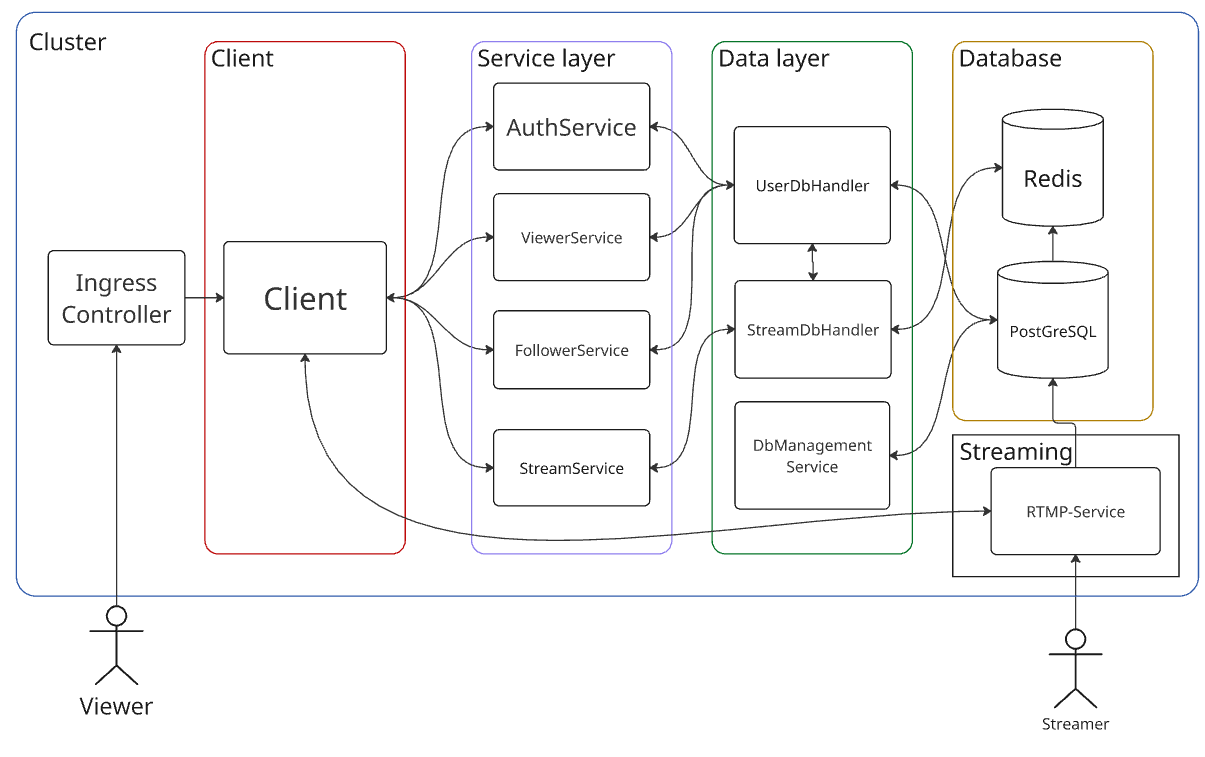 Cluster
Client
Service layer
Data layer
Database
AuthService
UserDbHandler
Redis
ViewerService
Ingress
Controller
Client
FollowerService
StreamDbHandler
PostGreSQL
StreamService
DbManagement
Service
Streaming
RTMP-Service
Viewer
Streamer